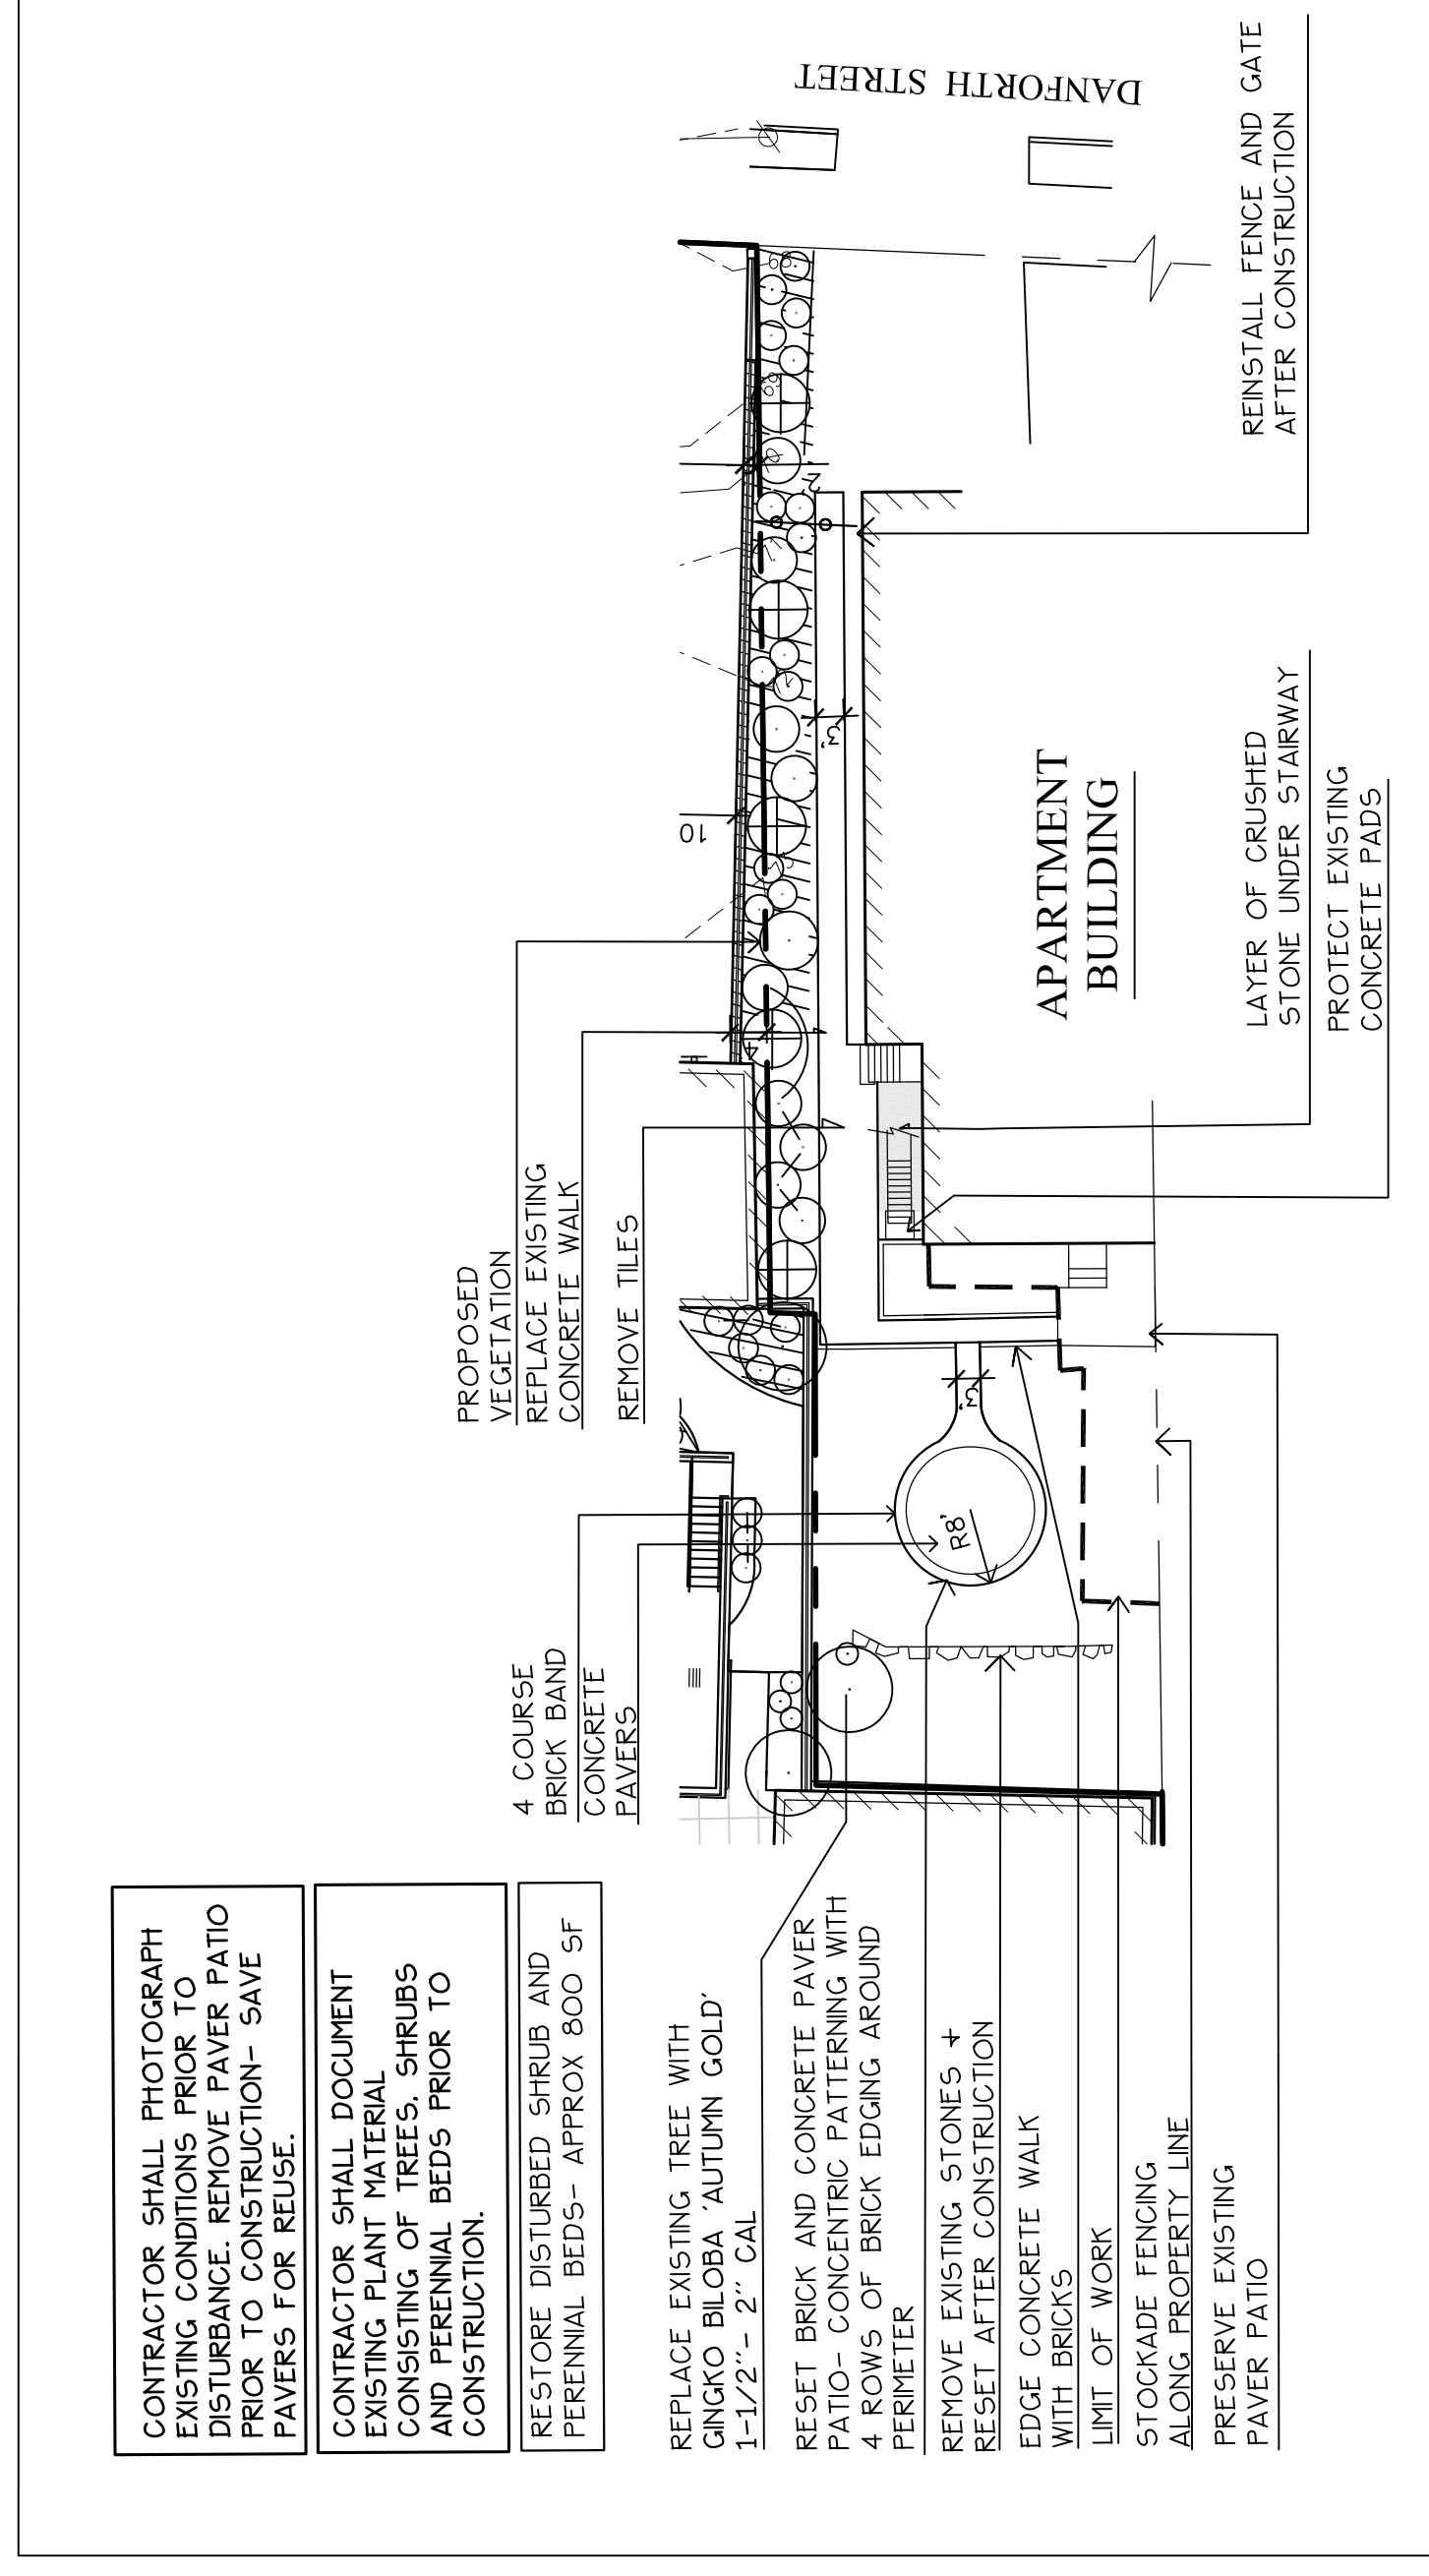 CONTRACTOR SHALL PHOTOGRAPH
EXISTING CONDITIONS PRIOR TO
DISTURBANCE. REMOVE PAVER PATIO
PRIOR TO CONSTRUCTION- SAVE
PAVERS FOR REUSE.
CONTRACTOR SHALL DOCUMENT
EXISTING PLANT MATERIAL
CONSISTING OF TREES, SHRUBS
AND PERENNIAL BEDS PRIOR TO
CONSTRUCTION.
RESTORE DISTURBED SHRUB AND
PERENNIAL BEDS- APPROX 800 SF
4 COURSE
BRICK BAND
CONCRETE
PAVERS
PROPOSED
VEGETATION
REPLACE EXISTING
CONCRETE WALK
REMOVE TILES
REPLACE EXISTING TREE WITH
GINGKO BILOBA 'AUTUMN GOLD'
1-1/2"- 2" CAL
RESET BRICK AND CONCRETE PAVER
PATIO- CONCENTRIC PATTERNING WITH
4 ROWS OF BRICK EDGING AROUND
PERIMETER
REMOVE EXISTING STONES +
RESET AFTER CONSTRUCTION
EDGE CONCRETE WALK
WITH BRICKS
LIMIT OF WORK
STOCKADE FENCING
ALONG PROPERTY LINE
PRESERVE EXISTING
PAVER PATIO
R8'
3'
4
10
3'
2'
APARTMENT
BUILDING
LAYER OF CRUSHED
STONE UNDER STAIRWAY
PROTECT EXISTING
CONCRETE PADS
REINSTALL FENCE AND GATE
AFTER CONSTRUCTION
DANFORTH STREET